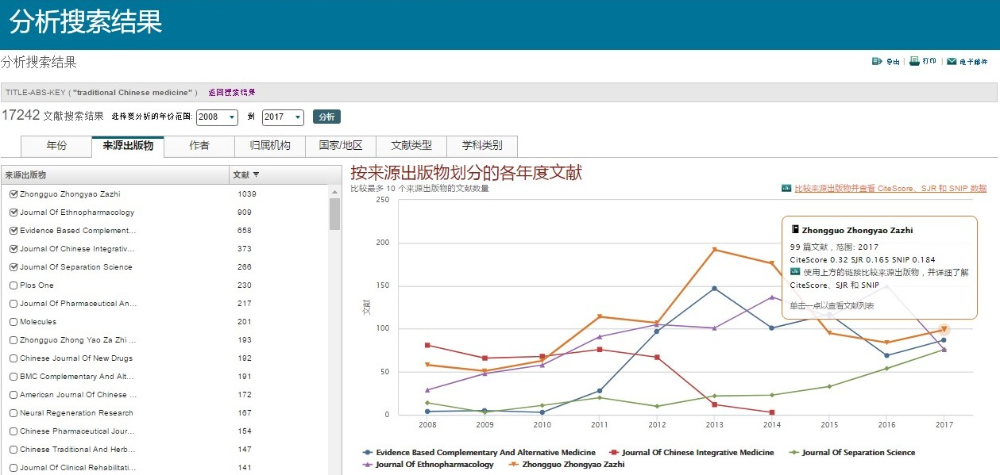 分析搜索结果
分析搜索结果
导出 | 打印 | 电子邮件
TITLE-ABS-KEY ( "traditional Chinese medicine" ) 返回搜索结果
17242 文献搜索结果 选择要分析的年份范围: 2008 到 2017 分析
年份 来源出版物 作者 归属机构 国家/地区 文献类型 学科类别
来源出版物 文献
Zhongguo Zhongyao Zazhi 1039
Journal Of Ethnopharmacology 909
Evidence Based Complement... 658
Journal Of Chinese Integrativ... 373
Journal Of Separation Science 266
Plos One 230
Journal Of Pharmaceutical An... 217
Molecules 201
Zhongguo Zhong Yao Za Zhi ... 193
Chinese Journal Of New Drugs 192
BMC Complementary And Alt... 191
American Journal Of Chinese ... 172
Neural Regeneration Research 167
Chinese Pharmaceutical Jour... 154
Chinese Traditional And Herb... 147
Journal Of Clinical Rehabilitati... 141
按来源出版物划分的各年度文献
比较最多 10 个来源出版物的文献数量
比较来源出版物并查看 CiteScore、SJR 和 SNIP 数据
250
200
150
100
50
0
文献
Zhongguo Zhongyao Zazhi
99 篇文献，范围: 2017
CiteScore 0.32 SJR 0.165 SNIP 0.184
使用上方的链接比较来源出版物，并详细了解
CiteScore、SJR 和 SNIP
单击一点以查看文献列表
2008 2009 2010 2011 2012 2013 2014 2015 2016 2017
Evidence Based Complementary And Alternative Medicine Journal Of Chinese Integrative Medicine Journal Of Separation Science
Journal Of Ethnopharmacology Zhongguo Zhongyao Zazhi